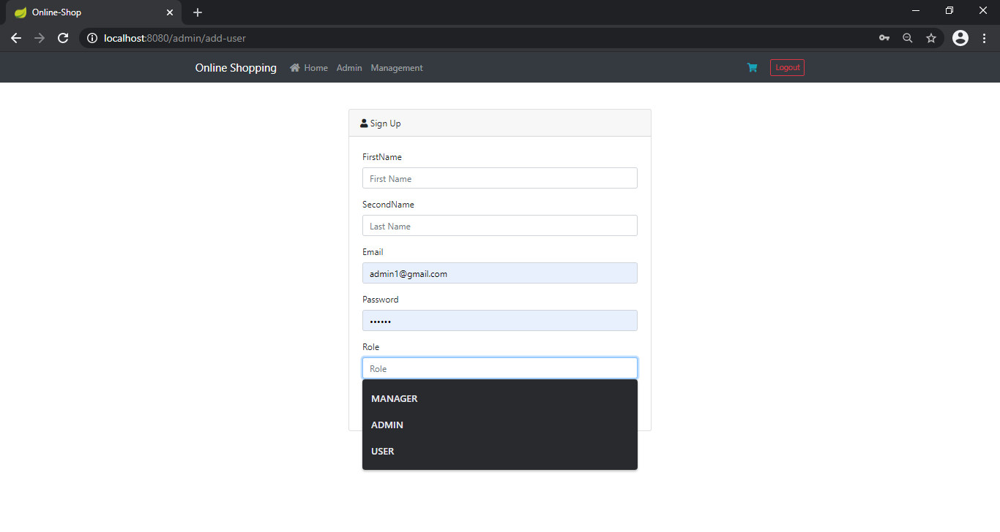 Online-Shop
localhost:8080/admin/add-user
Online Shopping Home Admin Management Logout
Sign Up
FirstName
First Name
SecondName
Last Name
Email
admin1@gmail.com
Password
••••••
Role
Role
MANAGER
ADMIN
USER